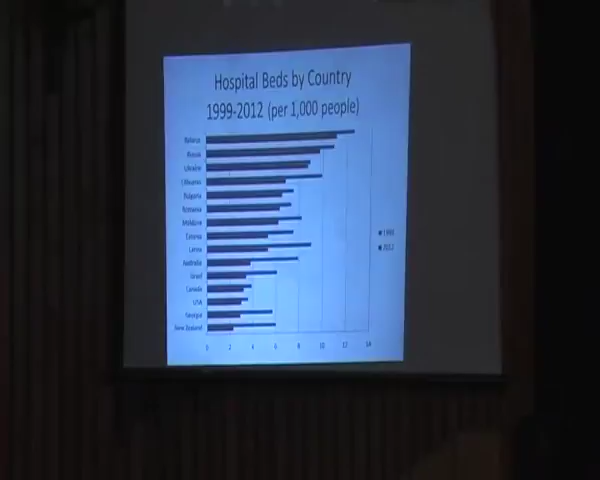 Hospital Beds by Country
1999-2012 (per 1,000 people)
Belarus
Russia
Ukraine
Lithuania
Bulgaria
Romania
Moldova
Estonia
Latvia
Australia
Israel
Canada
USA
Georgia
New Zealand
0 2 4 6 8 10 12 14
2012